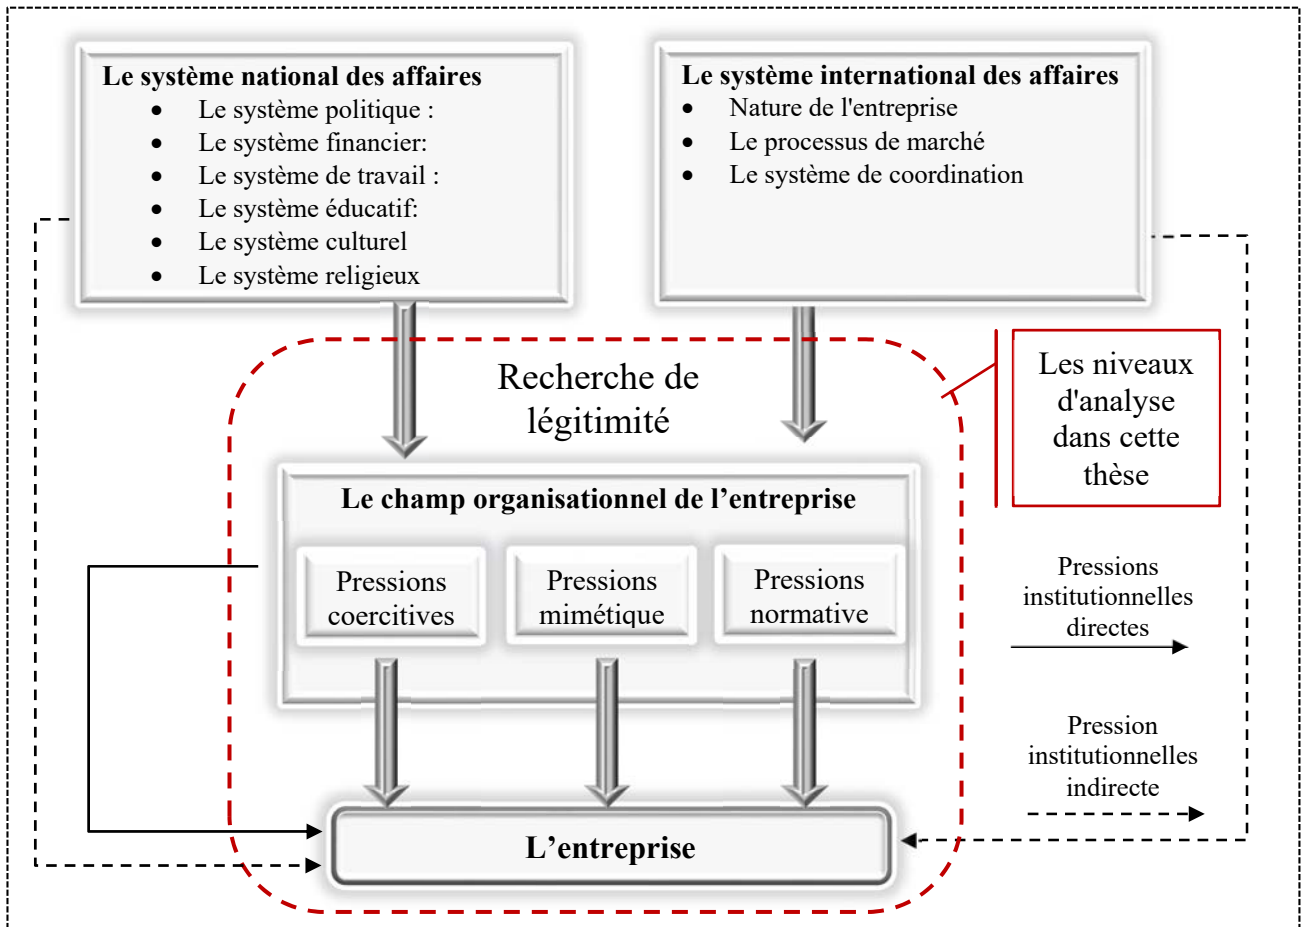 Le système national des affaires
• Le système politique :
• Le système financier:
• Le système de travail :
• Le système éducatif:
• Le système culturel
• Le système religieux
Le système international des affaires
• Nature de l'entreprise
• Le processus de marché
• Le système de coordination
Recherche de
légitimité
Les niveaux
d'analyse
dans cette
thèse
Le champ organisationnel de l’entreprise
Pressions
coercitives
Pressions
mimétique
Pressions
normative
Pressions
institutionnelles
directes
Pression
institutionnelles
indirecte
L’entreprise